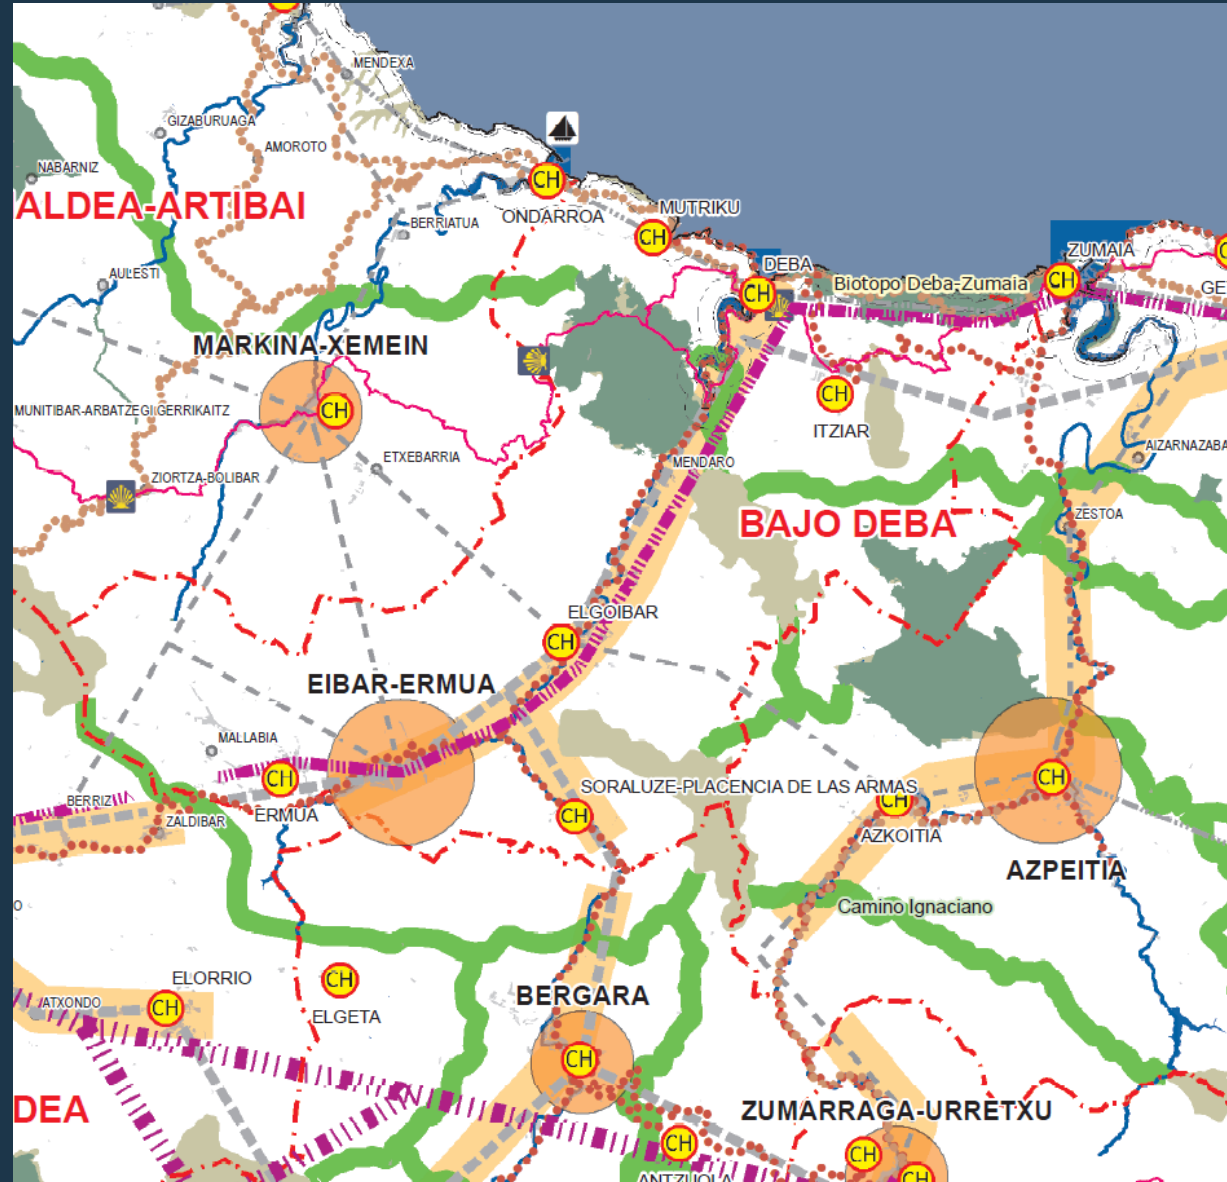 CH
MENDEXA
GIZABURUAGA
AMOROTO
NABARNIZ
CH
ALDEA-ARTIBAI
BERRIATUA
ONDARROA
MUTRIKU
CH
ZUMAIA
CH
DEBA
CH
AULESTI
Biotopo Deba-Zumaia
GE
MARKINA-XEMEIN
CH
CH
MUNITIBAR-ARBATZEGI GERRIKAITZ
ITZIAR
AIZARNAZABA
ETXEBARRIA
MENDARO
ZIORTZA-BOLIBAR
ZESTOA
BAJO DEBA
ELGOIBAR
CH
EIBAR-ERMUA
MALLABIA
CH
CH
SORALUZE-PLACENCIA DE LAS ARMAS
BERRIZ
CH
ERMUA
ZALDIBAR
CH
AZKOITIA
AZPEITIA
O
Camino Ignaciano
ELORRIO
CH
ELGETA
BERGARA
ATXONDO
CH
CH
DEA
ZUMARRAGA-URRETXU
CH
CH
CH
ANTZUOLA